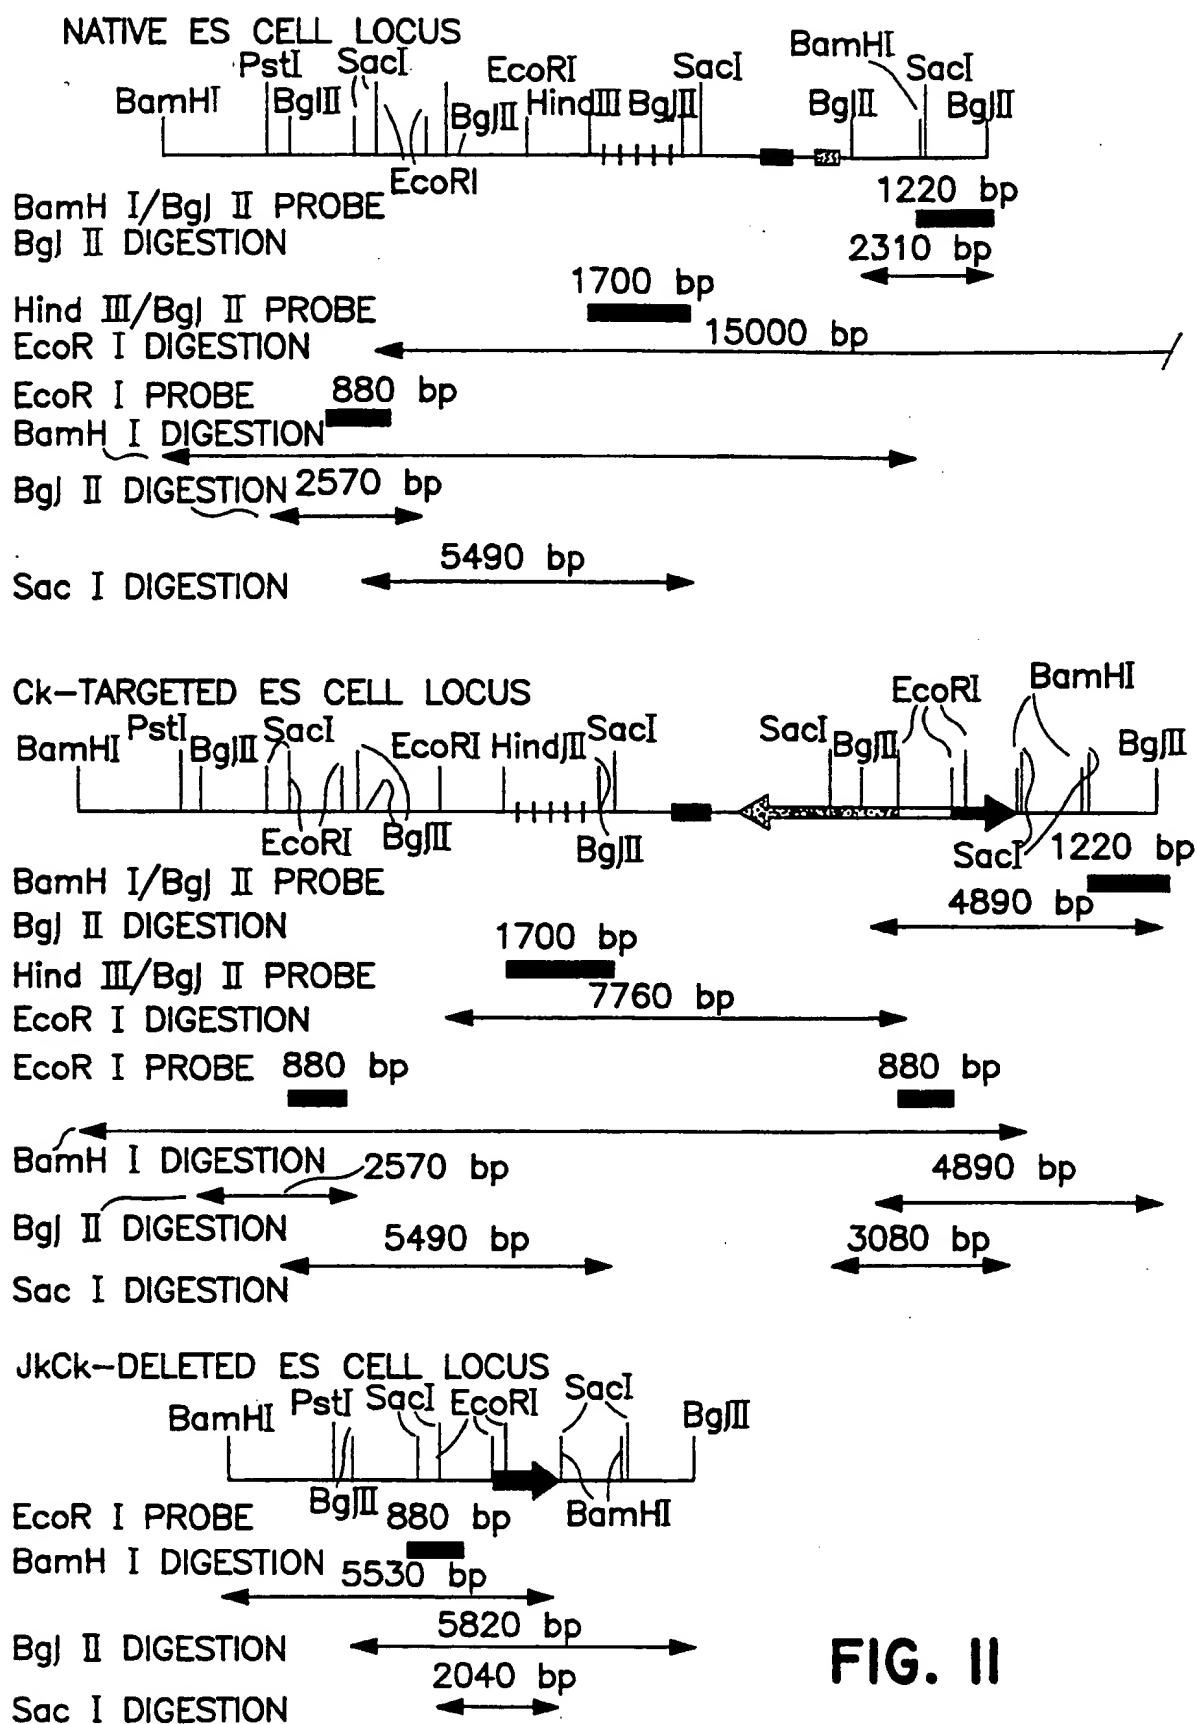 NATIVE ES CELL LOCUS
BamHI
PstI SacI EcoRI SacI SacI
BamHI BglII HindIII BglII BglII BglII
BglII
EcoRI
BamH I/Bgl II PROBE 1220 bp
Bgl II DIGESTION 2310 bp
1700 bp
Hind III/Bgl II PROBE
15000 bp
EcoR I DIGESTION
EcoR I PROBE 880 bp
BamH I DIGESTION
Bgl II DIGESTION 2570 bp
5490 bp
Sac I DIGESTION
Ck-TARGETED ES CELL LOCUS
EcoRI BamHI
PstI SacI SacI SacI
BamHI BglII EcoRI HindIII BglII BglII
EcoRI BglII BglII SacI 1220 bp
BamH I/Bgl II PROBE
4890 bp
Bgl II DIGESTION
1700 bp
Hind III/Bgl II PROBE
7760 bp
EcoR I DIGESTION
EcoR I PROBE 880 bp 880 bp
BamH I DIGESTION 2570 bp 4890 bp
Bgl II DIGESTION
5490 bp 3080 bp
Sac I DIGESTION
JkCk-DELETED ES CELL LOCUS
SacI
BamHI PstI SacI EcoRI BglII
BglII BamHI
EcoR I PROBE 880 bp
BamH I DIGESTION
5530 bp
5820 bp
Bgl II DIGESTION
2040 bp
Sac I DIGESTION
FIG. 11